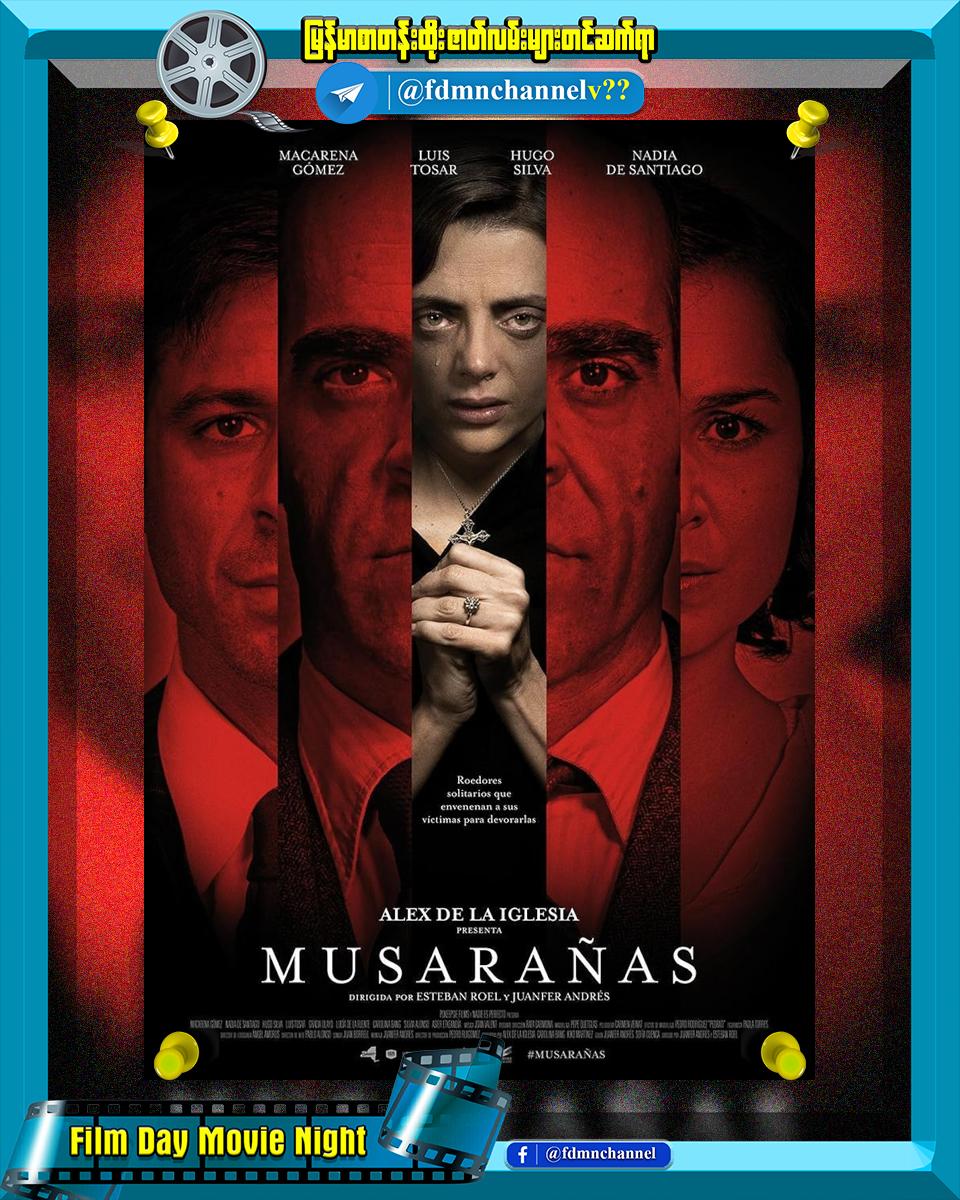 မြန်မာစာတန်းထိုး ဇာတ်လမ်းများတင်ဆက်ရာ
@fdmnchannelv??
MACARENA GÓMEZ
LUIS TOSAR
HUGO SILVA
NADIA DE SANTIAGO
Roedores
solitarios que
envenenan a sus
víctimas para devorarlas
ALEX DE LA IGLESIA
PRESENTA
MUSARAÑAS
DIRIGIDA POR ESTEBAN ROEL Y JUANFER ANDRÉS
#MUSARAÑAS
Film Day Movie Night
@fdmnchannel